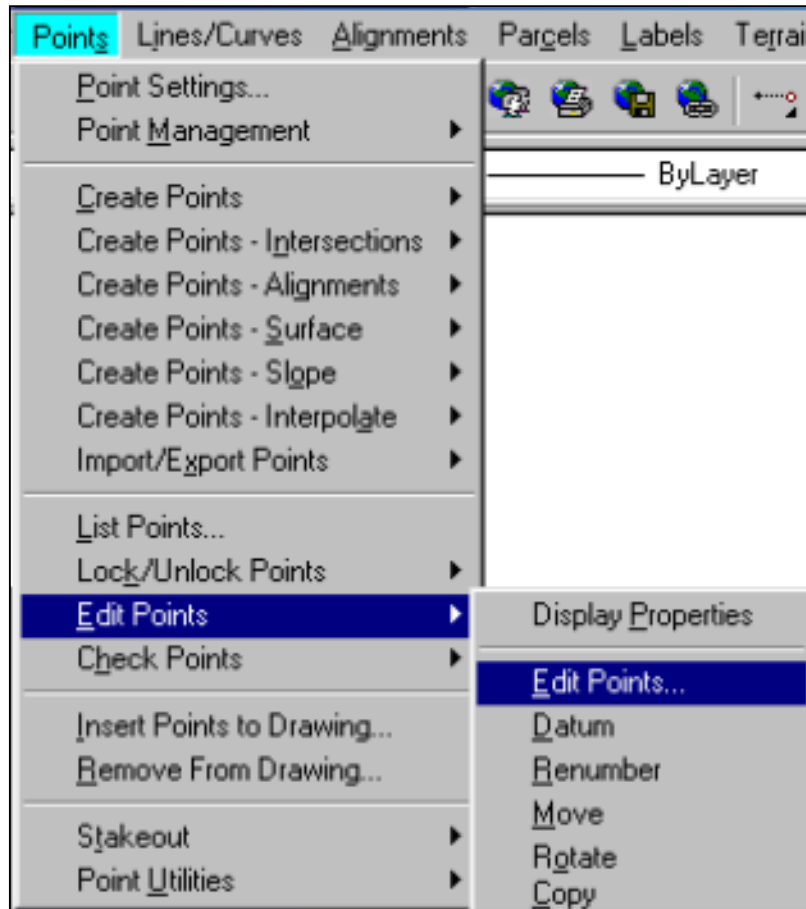 Points Lines/Curves Alignments Parcels Labels Terrai
Point Settings...
Point Management
ByLayer
Create Points
Create Points - Intersections
Create Points - Alignments
Create Points - Surface
Create Points - Slope
Create Points - Interpolate
Import/Export Points
List Points...
Lock/Unlock Points
Edit Points
Check Points
Insert Points to Drawing...
Remove From Drawing...
Stakeout
Point Utilities
Display Properties
Edit Points...
Datum
Renumber
Move
Rotate
Copy